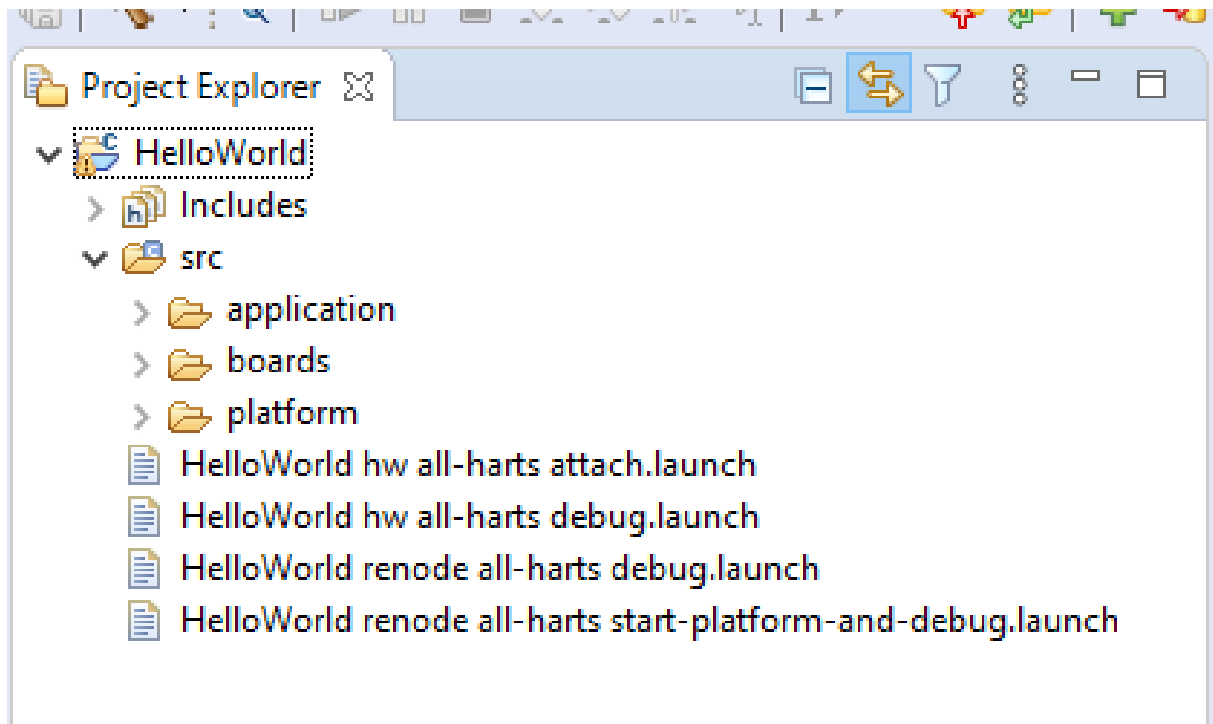 Project Explorer
HelloWorld
Includes
src
application
boards
platform
HelloWorld hw all-harts attach.launch
HelloWorld hw all-harts debug.launch
HelloWorld renode all-harts debug.launch
HelloWorld renode all-harts start-platform-and-debug.launch